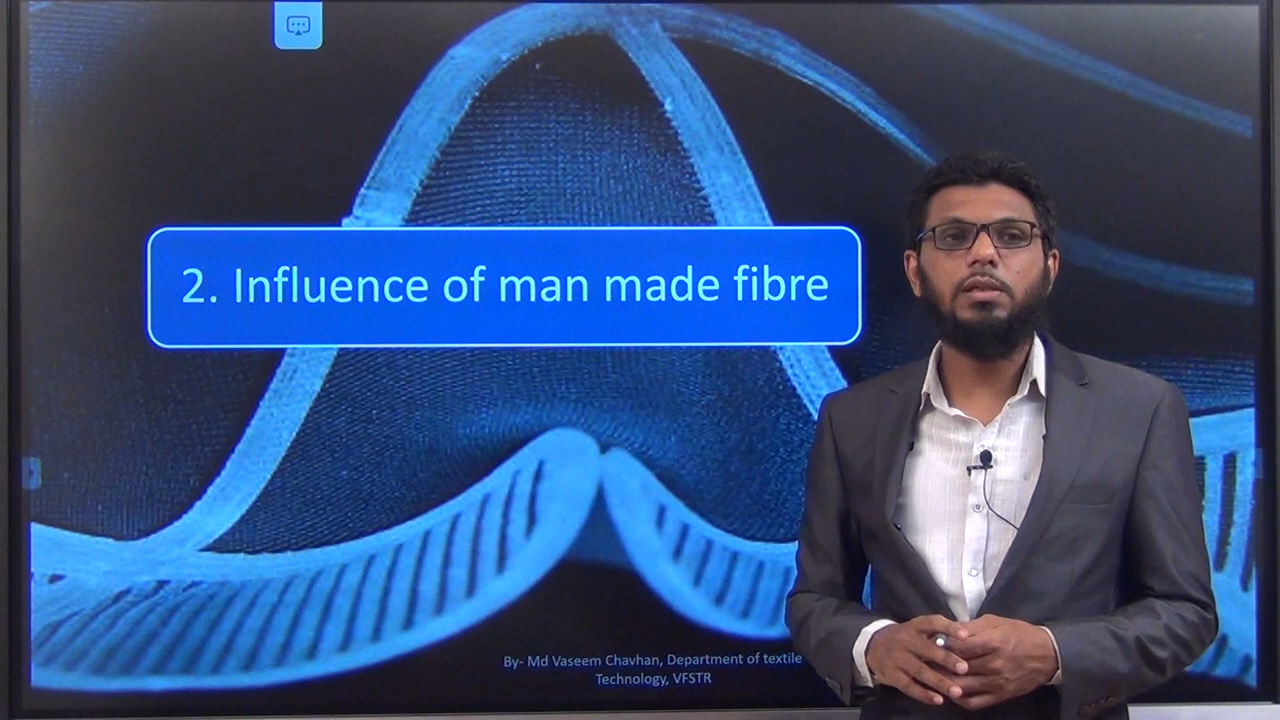 2. Influence of man made fibre
By- Md Vaseem Chavhan, Department of textile
Technology, VFSTR